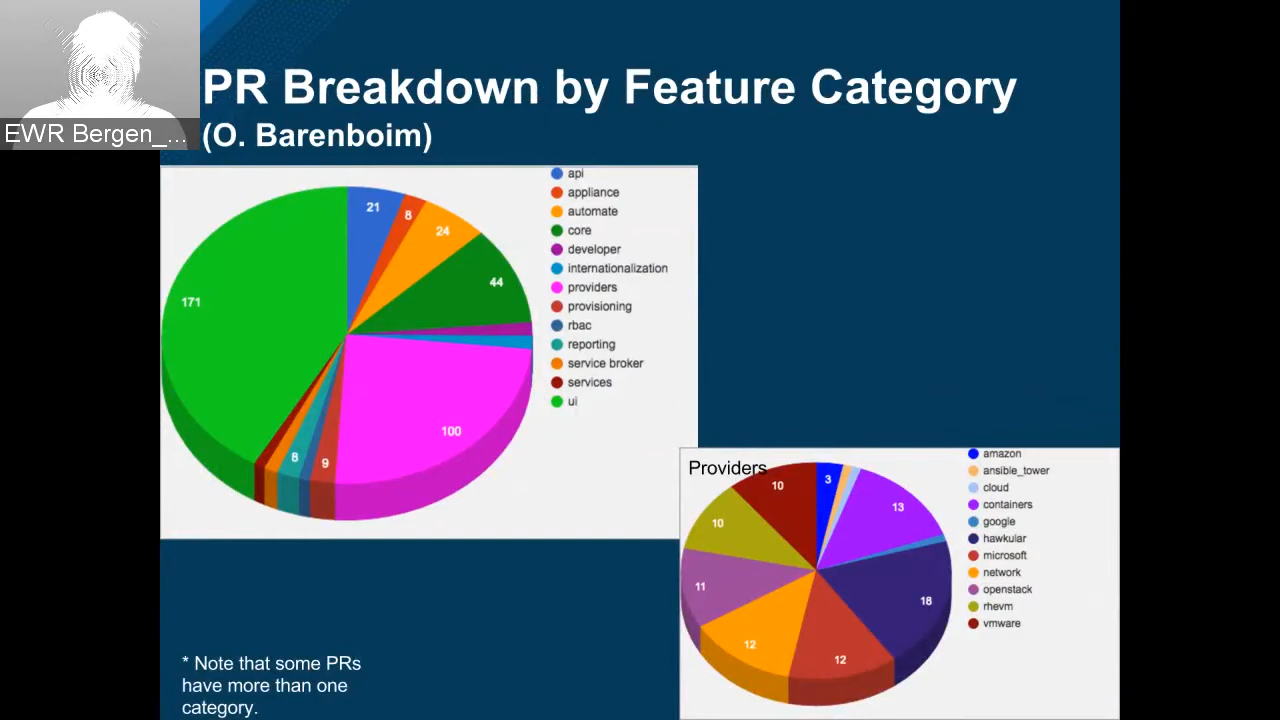 PR Breakdown by Feature Category
EWR Bergen_...
(O. Barenboim)
21
8
24
44
171
100
9
8
api
appliance
automate
core
developer
internationalization
providers
provisioning
rbac
reporting
service broker
services
ui
Providers
3
13
18
12
12
11
10
10
amazon
ansible_tower
cloud
containers
google
hawkular
microsoft
network
openstack
rhevm
vmware
* Note that some PRs
have more than one
category.